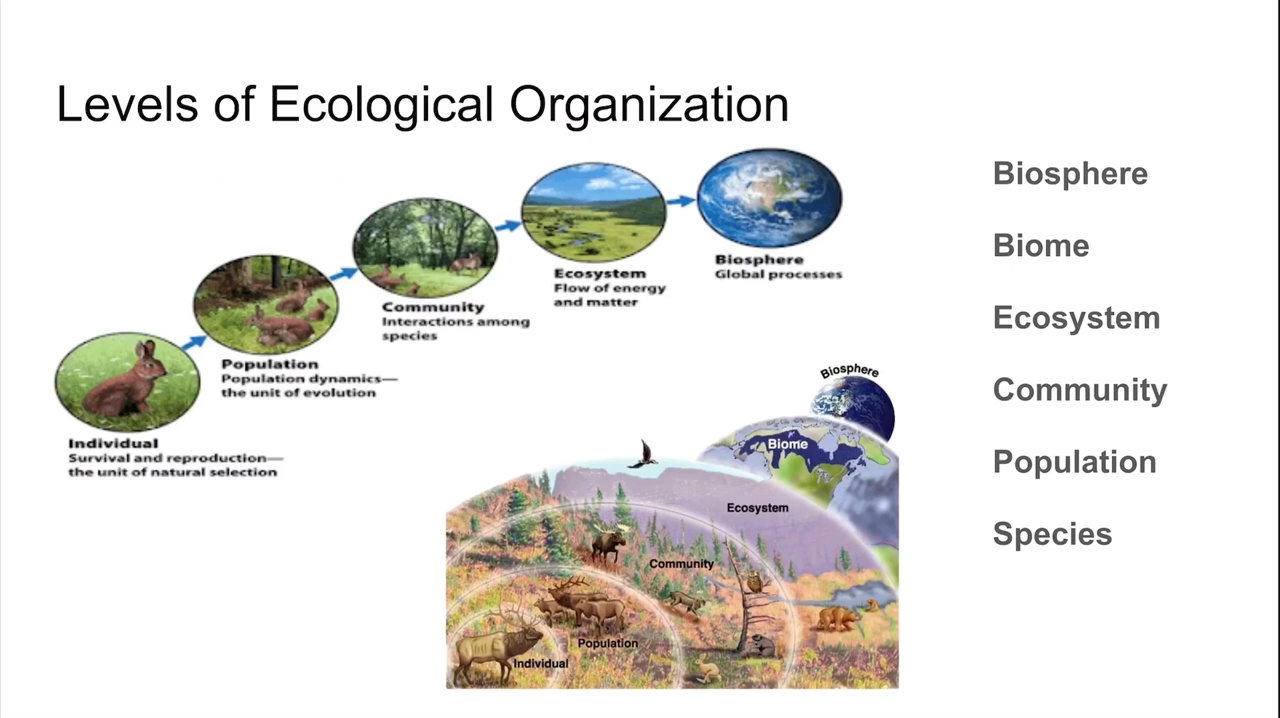 Levels of Ecological Organization
Individual
Survival and reproduction—
the unit of natural selection
Population
Population dynamics—
the unit of evolution
Community
Interactions among
species
Ecosystem
Flow of energy
and matter
Biosphere
Global processes
Biosphere
Biome
Ecosystem
Community
Population
Individual
Biosphere
Biome
Ecosystem
Community
Population
Species